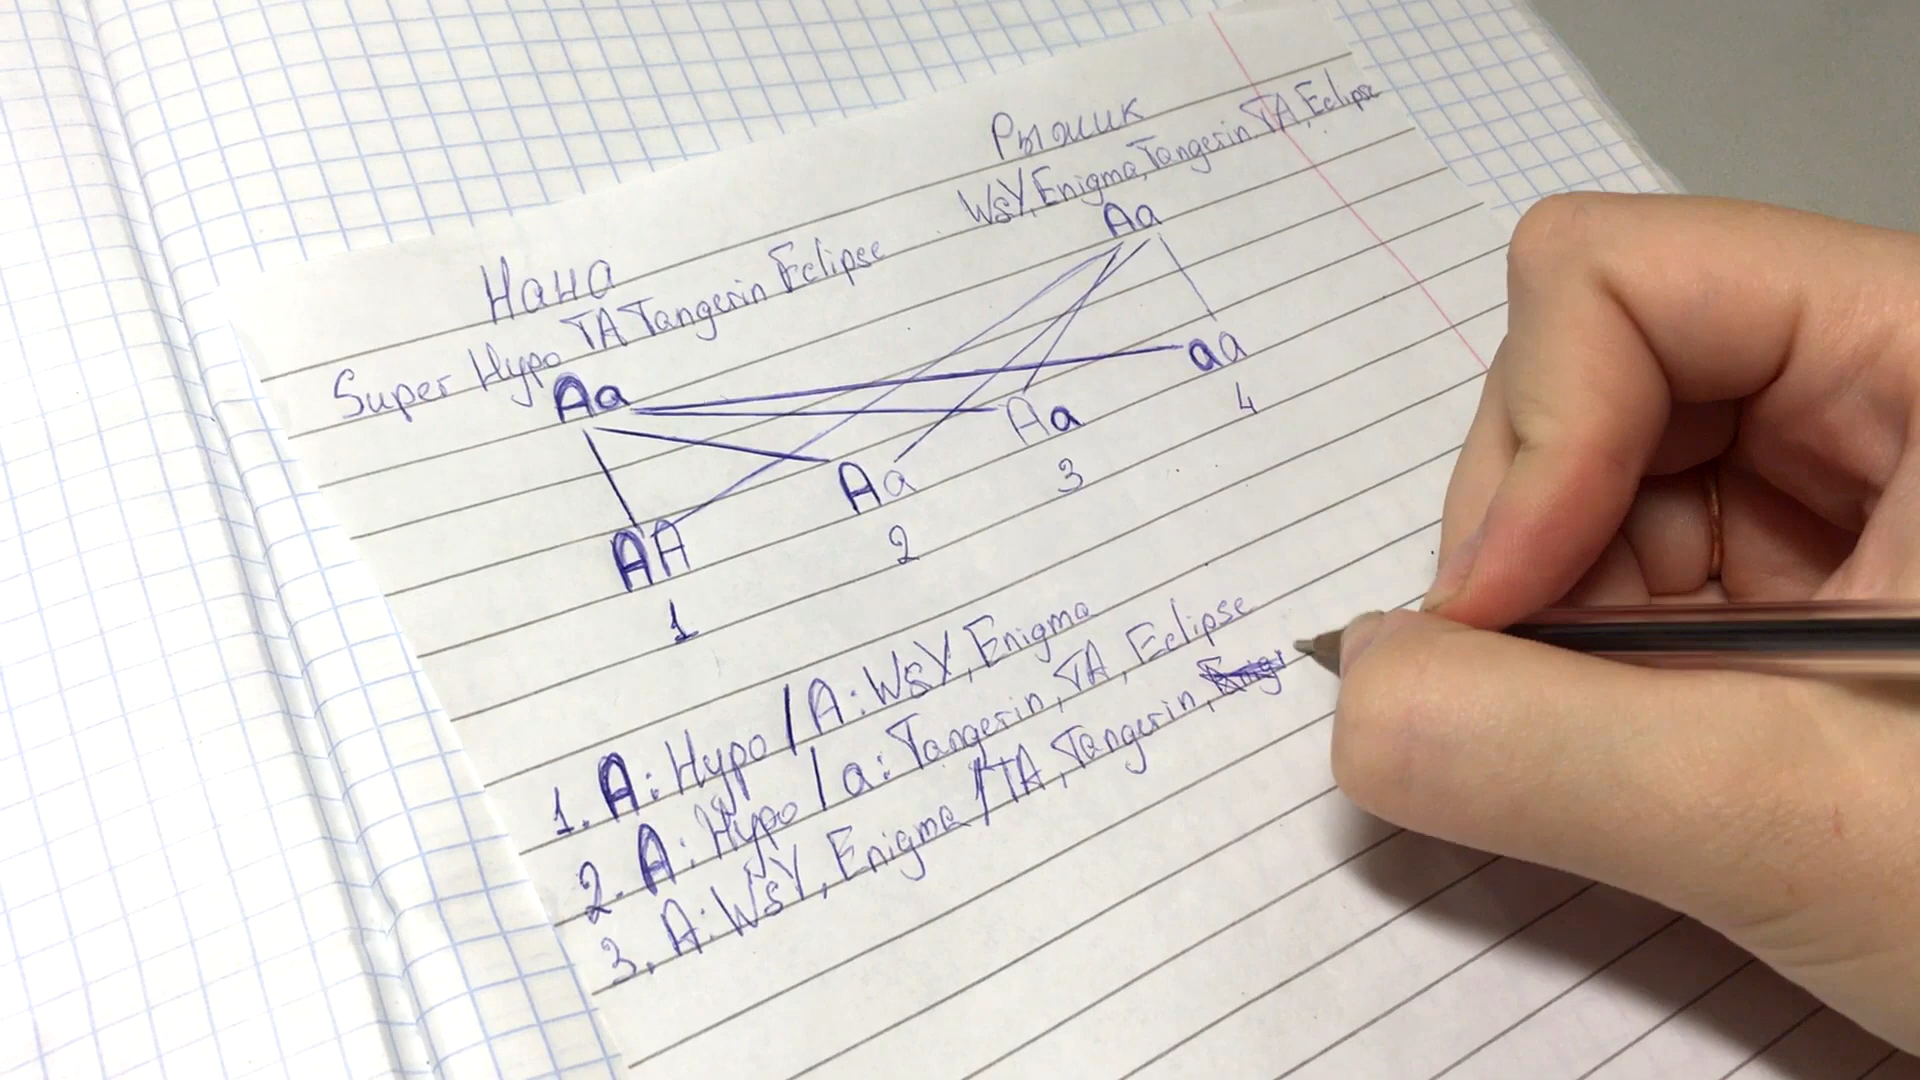 Рыжик
WsY, Enigma, Tangerin, TA, Eclipse
Aa
Нана
Super Hypo TA Tangerin Eclipse
Aa
aa
4
Aa
3
Aa
2
AA
1
1. A: Hypo / A: WsY, Enigma
2. A: Hypo / a: Tangerin, TA, Eclipse
3. A: WsY, Enigma / TA, Tangerin,